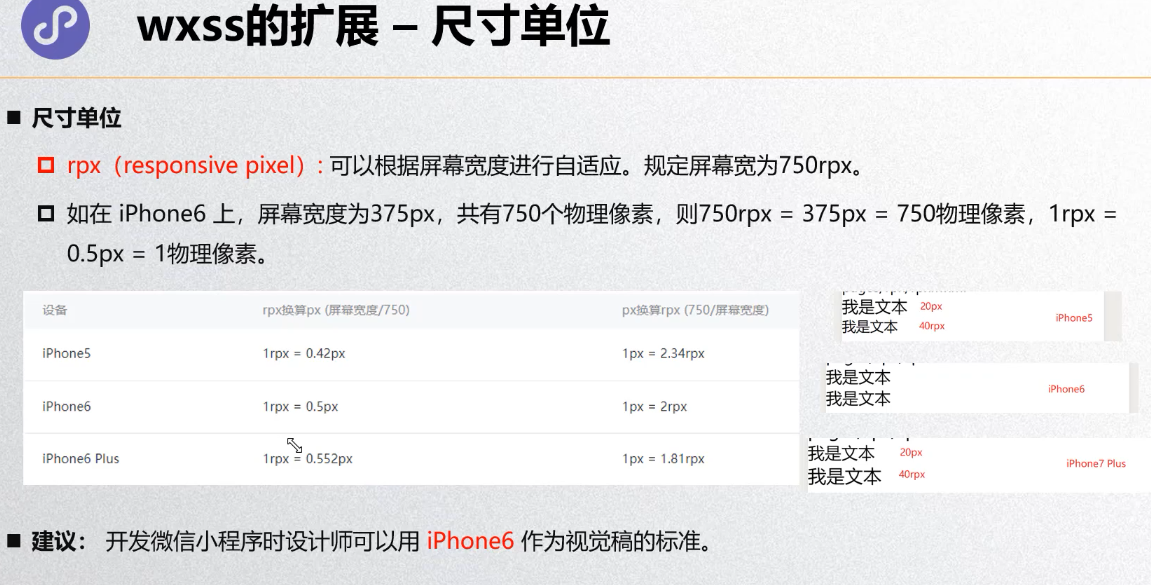 wxss的扩展 – 尺寸单位
尺寸单位
rpx（responsive pixel）: 可以根据屏幕宽度进行自适应。规定屏幕宽为750rpx。
如在 iPhone6 上，屏幕宽度为375px，共有750个物理像素，则750rpx = 375px = 750物理像素，1rpx =
0.5px = 1物理像素。
设备 rpx换算px (屏幕宽度/750) px换算rpx (750/屏幕宽度)
iPhone5 1rpx = 0.42px 1px = 2.34rpx
iPhone6 1rpx = 0.5px 1px = 2rpx
iPhone6 Plus 1rpx = 0.552px 1px = 1.81rpx
我是文本 20px
我是文本 40rpx
iPhone5
我是文本
我是文本
iPhone6
我是文本 20px
我是文本 40rpx
iPhone7 Plus
建议： 开发微信小程序时设计师可以用 iPhone6 作为视觉稿的标准。